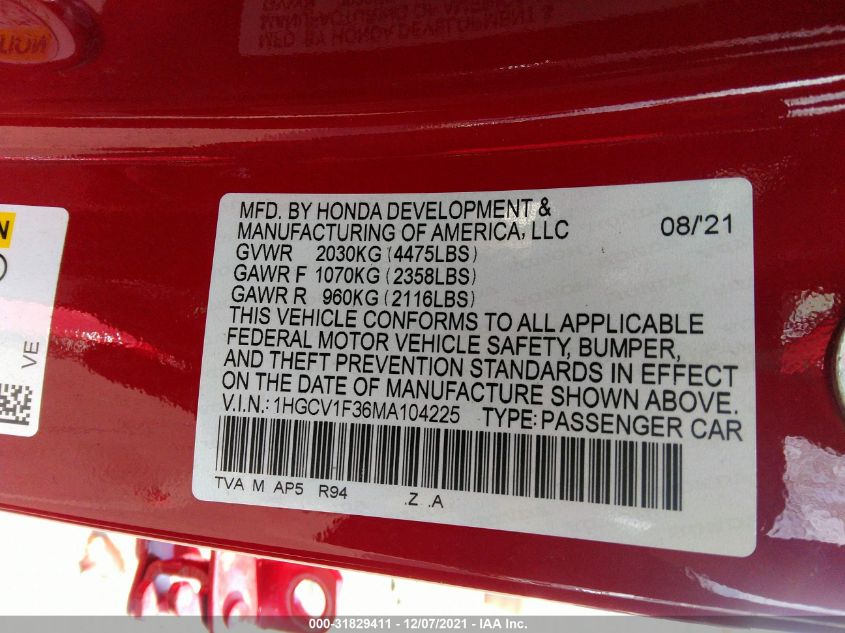 MFD. BY HONDA DEVELOPMENT &
MANUFACTURING OF AMERICA, LLC 08/'21
GVWR 2030KG (4475LBS)
GAWR F 1070KG (2358LBS)
GAWR R 960KG (2116LBS)
THIS VEHICLE CONFORMS TO ALL APPLICABLE
FEDERAL MOTOR VEHICLE SAFETY, BUMPER,
AND THEFT PREVENTION STANDARDS IN EFFECT
ON THE DATE OF MANUFACTURE SHOWN ABOVE.
V.I.N.: 1HGCV1F36MA104225 TYPE: PASSENGER CAR
TVA M AP5 R94 .Z .A
VE
000-31829411 - 12/07/2021 - IAA Inc.